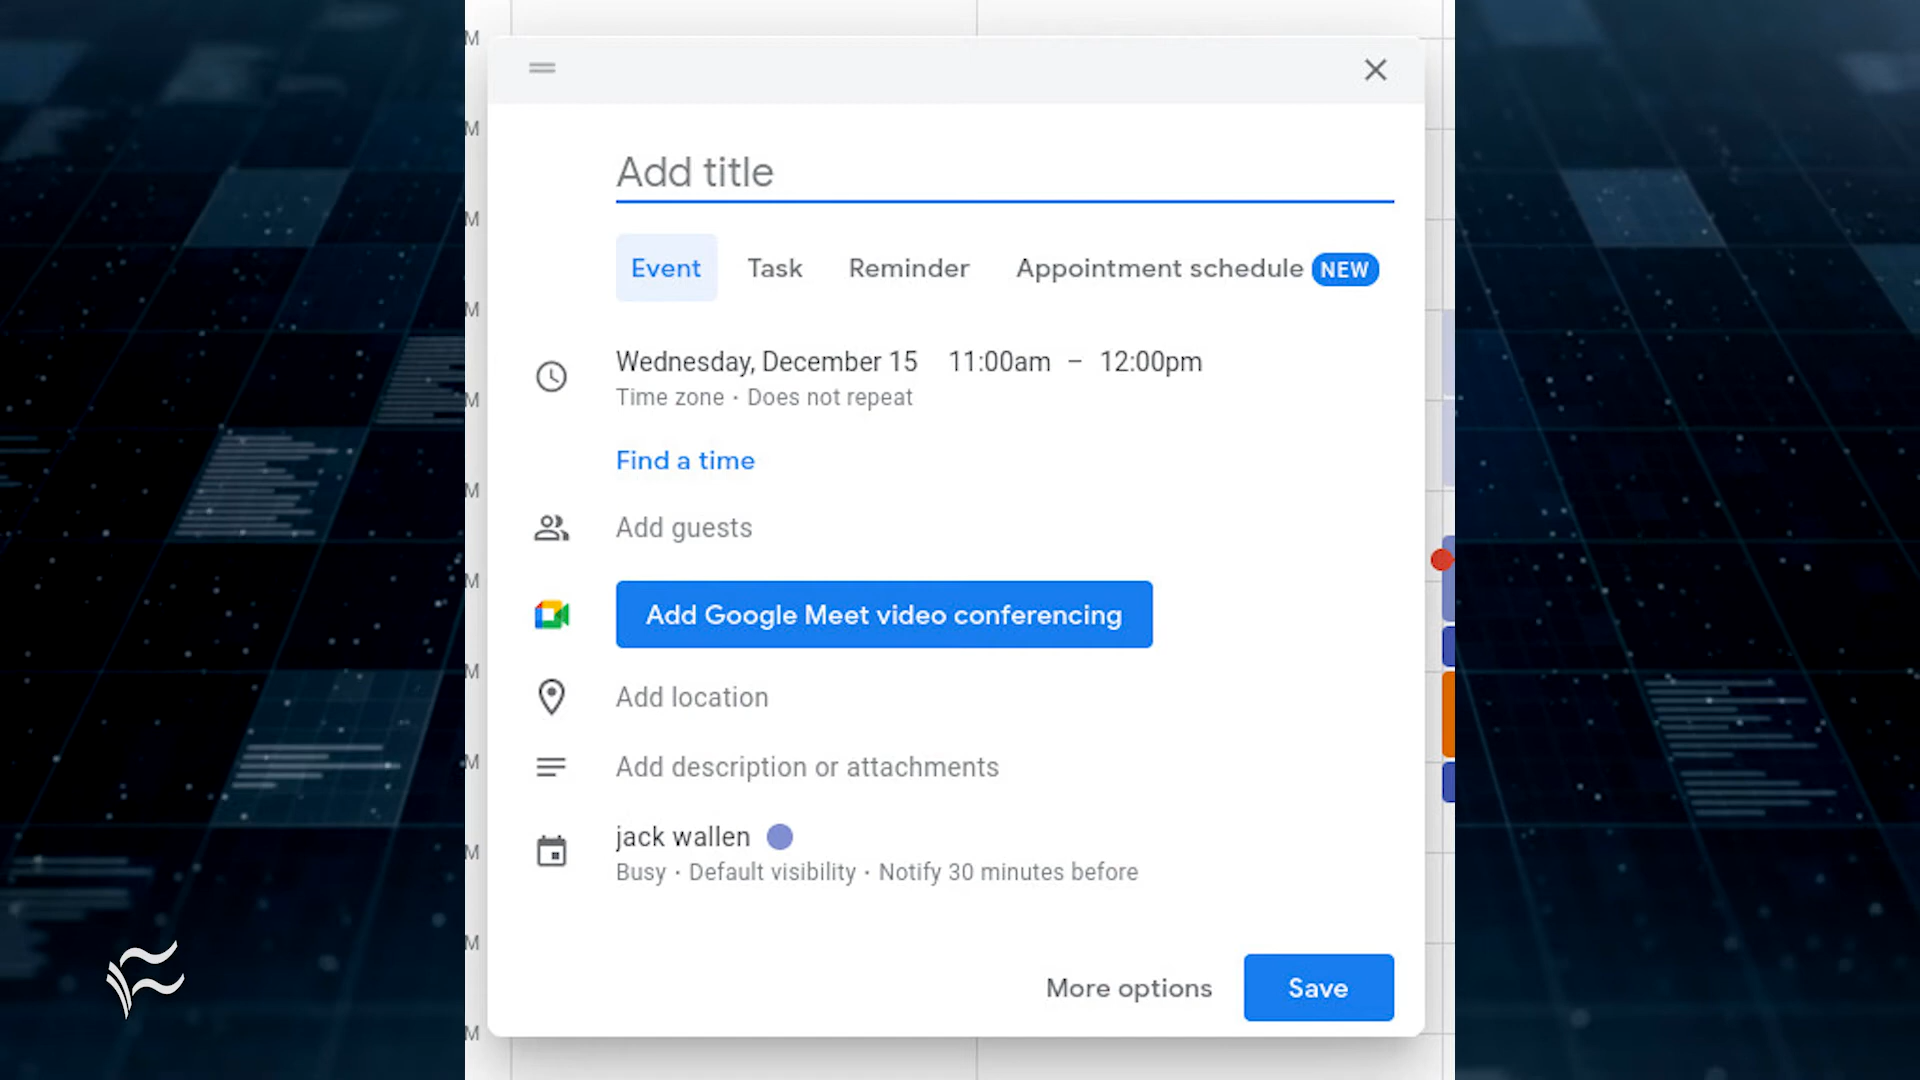 Add title
Event Task Reminder Appointment schedule NEW
Wednesday, December 15 11:00am – 12:00pm
Time zone · Does not repeat
Find a time
Add guests
Add Google Meet video conferencing
Add location
Add description or attachments
jack wallen
Busy · Default visibility · Notify 30 minutes before
More options Save